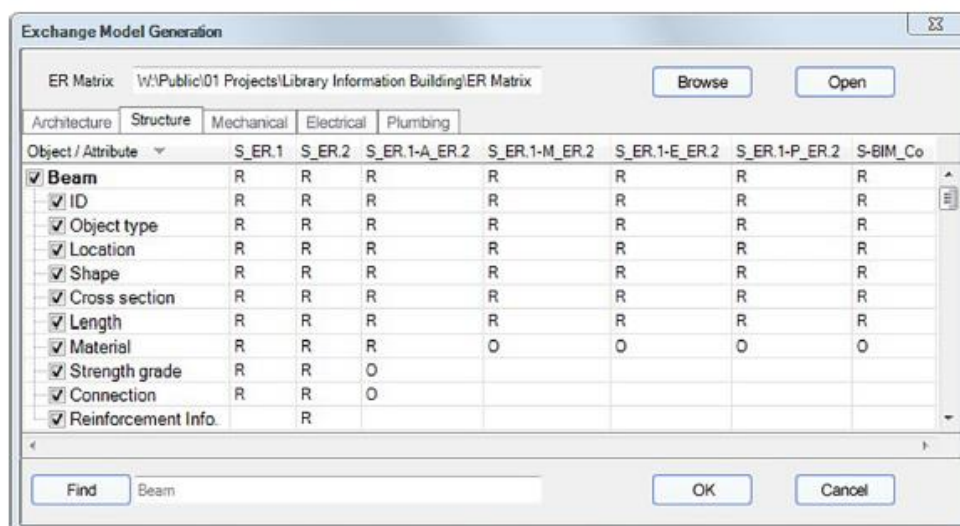 Exchange Model Generation
ER Matrix W:\Public\01 Projects\Library Information Building\ER Matrix Browse Open
Architecture Structure Mechanical Electrical Plumbing
Object / Attribute S_ER.1 S_ER.2 S_ER.1-A_ER.2 S_ER.1-M_ER.2 S_ER.1-E_ER.2 S_ER.1-P_ER.2 S-BIM_Co
Beam R R R R R R R
ID R R R R R R R
Object type R R R R R R R
Location R R R R R R R
Shape R R R R R R R
Cross section R R R R R R R
Length R R R R R R R
Material R R R O O O O
Strength grade R R O
Connection R R O
Reinforcement Info. R
Find Beam OK Cancel